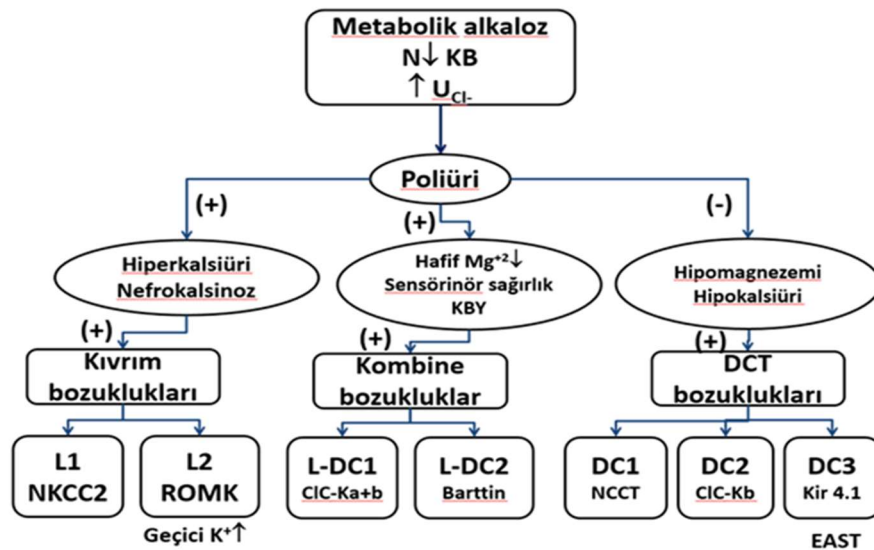 Metabolik alkaloz
N↓ KB
↑ U_Cl-
Poliüri
(+)
(+)
(-)
Hiperkalsiüri
Nefrokalsinoz
Hafif Mg⁺²↓
Sensörinör sağırlık
KBY
Hipomagnezemi
Hipokalsiüri
(+)
(+)
(+)
Kıvrım
bozuklukları
Kombine
bozukluklar
DCT
bozuklukları
L1
NKCC2
L2
ROMK
L-DC1
ClC-Ka+b
L-DC2
Barttin
DC1
NCCT
DC2
ClC-Kb
DC3
Kir 4.1
Geçici K⁺↑
EAST